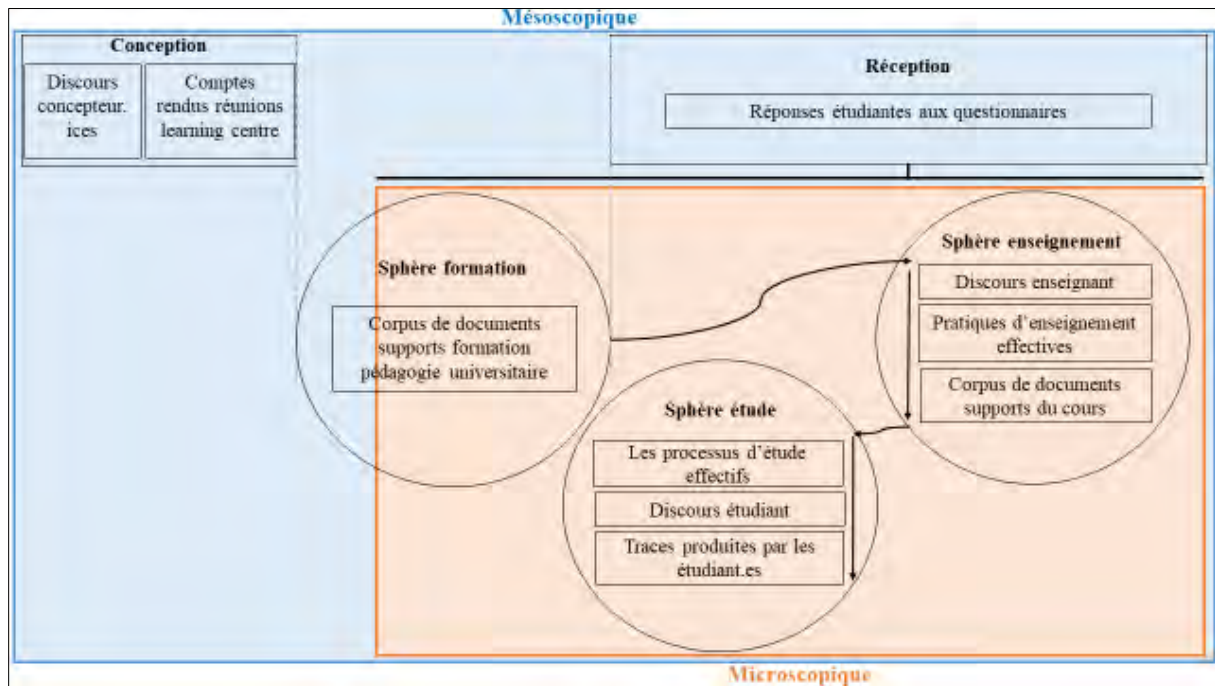 Mésoscopique
Conception
Discours
concepteur.
ices
Comptes
rendus réunions
learning centre
Réception
Réponses étudiantes aux questionnaires
Sphère formation
Corpus de documents
supports formation
pédagogie universitaire
Sphère enseignement
Discours enseignant
Pratiques d'enseignement
effectives
Corpus de documents
supports du cours
Sphère étude
Les processus d'étude
effectifs
Discours étudiant
Traces produites par les
étudiant.es
Microscopique